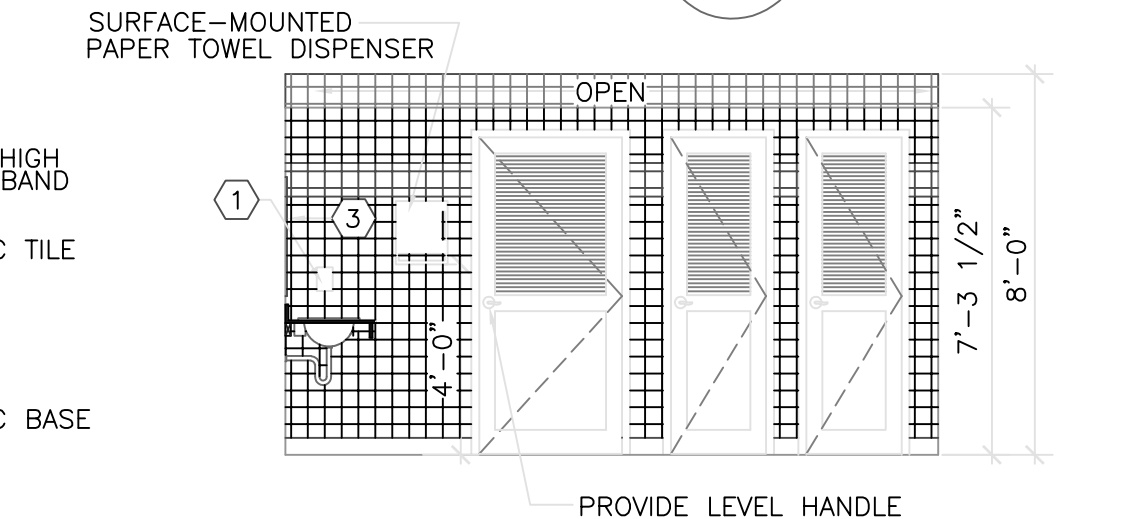 SURFACE-MOUNTED
PAPER TOWEL DISPENSER
OPEN
HIGH
BAND
1
3
C TILE
7'-3 1/2"
8'-0"
4'-0"
C BASE
PROVIDE LEVEL HANDLE